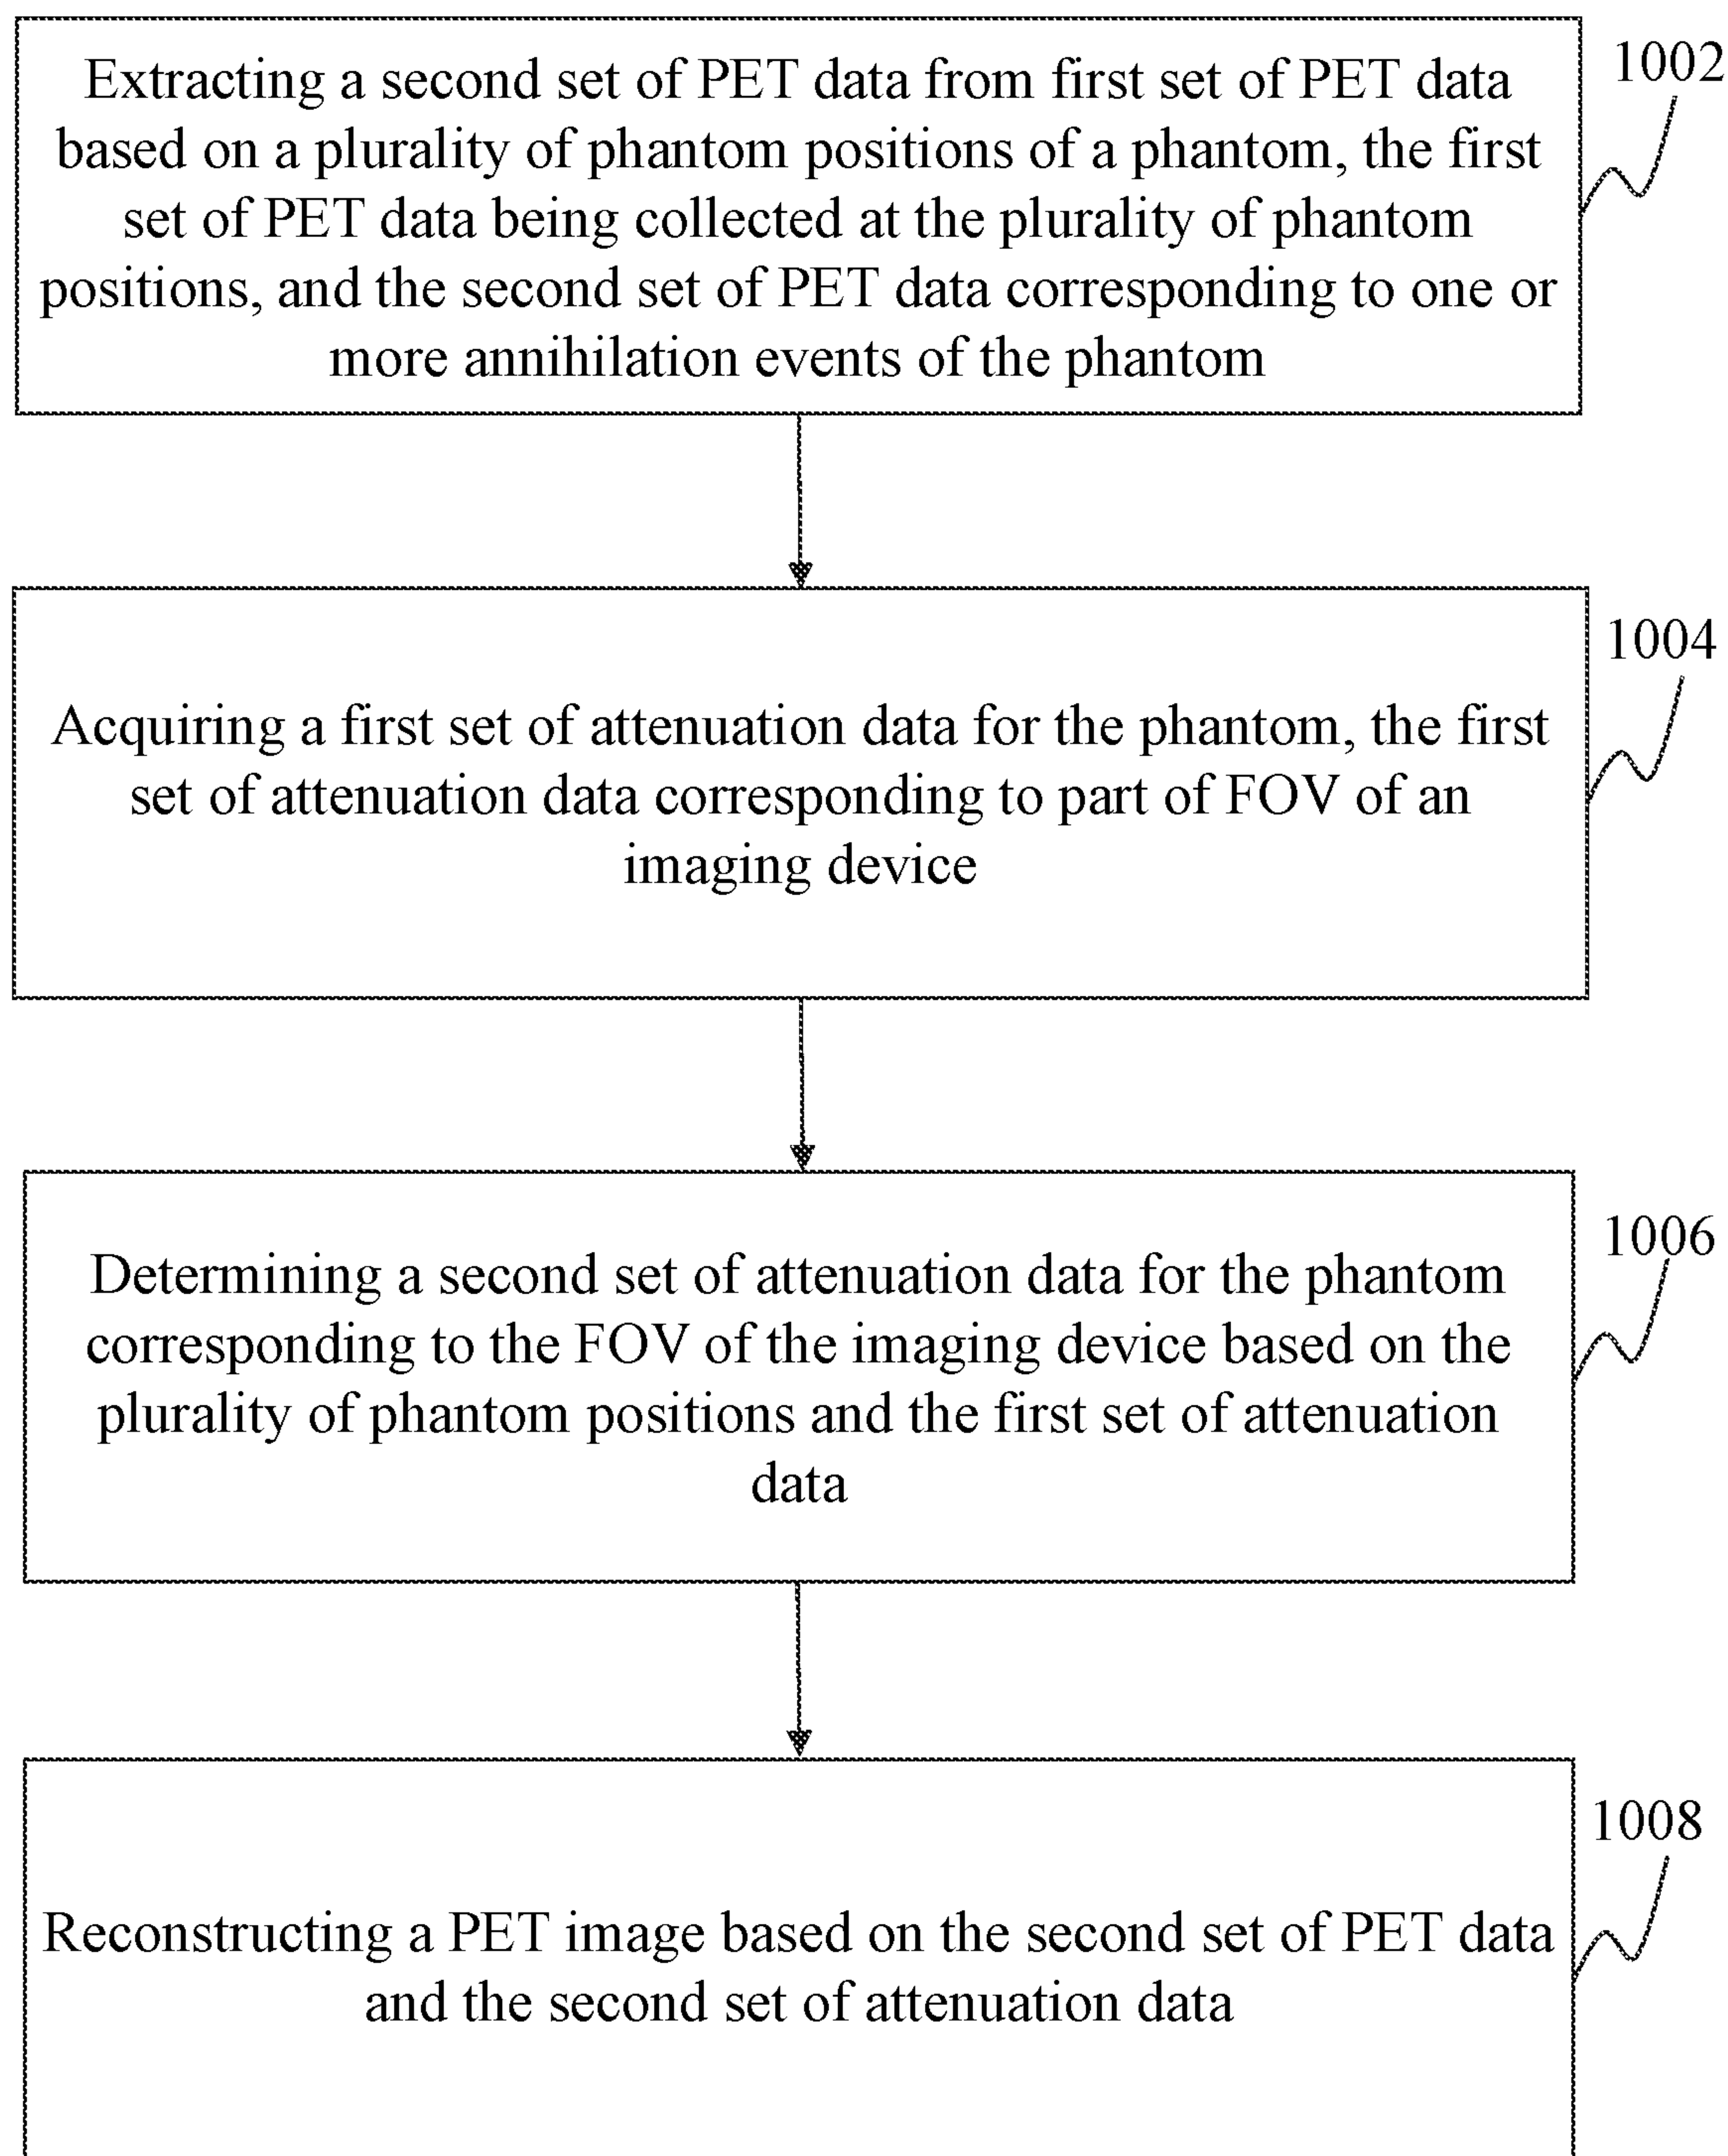 Extracting a second set of PET data from first set of PET data
based on a plurality of phantom positions of a phantom, the first
set of PET data being collected at the plurality of phantom
positions, and the second set of PET data corresponding to one or
more annihilation events of the phantom
1002
Acquiring a first set of attenuation data for the phantom, the first
set of attenuation data corresponding to part of FOV of an
imaging device
1004
Determining a second set of attenuation data for the phantom
corresponding to the FOV of the imaging device based on the
plurality of phantom positions and the first set of attenuation
data
1006
Reconstructing a PET image based on the second set of PET data
and the second set of attenuation data
1008